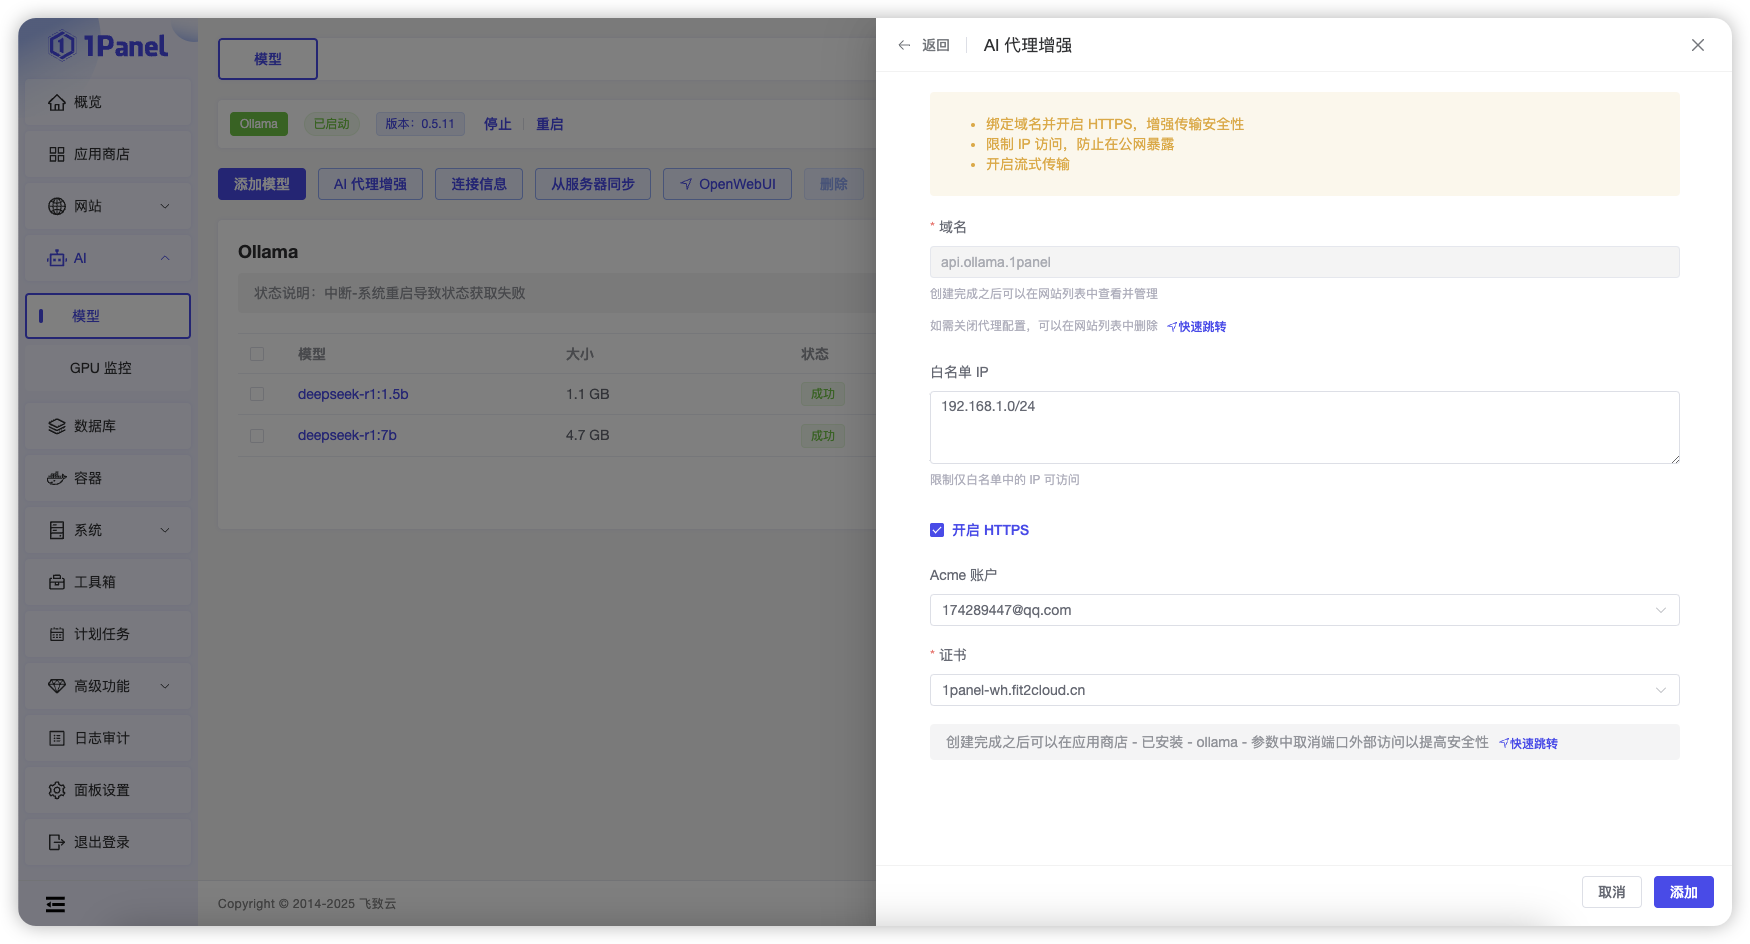 1Panel
概览
应用商店
网站
AI
模型
GPU 监控
数据库
容器
系统
工具箱
计划任务
高级功能
日志审计
面板设置
退出登录
模型
Ollama 已启动 版本：0.5.11 停止 重启
添加模型 AI 代理增强 连接信息 从服务器同步 OpenWebUI 删除
Ollama
状态说明：中断-系统重启导致状态获取失败
模型 大小 状态
deepseek-r1:1.5b 1.1 GB 成功
deepseek-r1:7b 4.7 GB 成功
Copyright © 2014-2025 飞致云
返回 AI 代理增强
• 绑定域名并开启 HTTPS，增强传输安全性
• 限制 IP 访问，防止在公网暴露
• 开启流式传输
* 域名
api.ollama.1panel
创建完成之后可以在网站列表中查看并管理
如需关闭代理配置，可以在网站列表中删除 快速跳转
白名单 IP
192.168.1.0/24
限制仅白名单中的 IP 可访问
开启 HTTPS
Acme 账户
174289447@qq.com
* 证书
1panel-wh.fit2cloud.cn
创建完成之后可以在应用商店 - 已安装 - ollama - 参数中取消端口外部访问以提高安全性 快速跳转
取消 添加